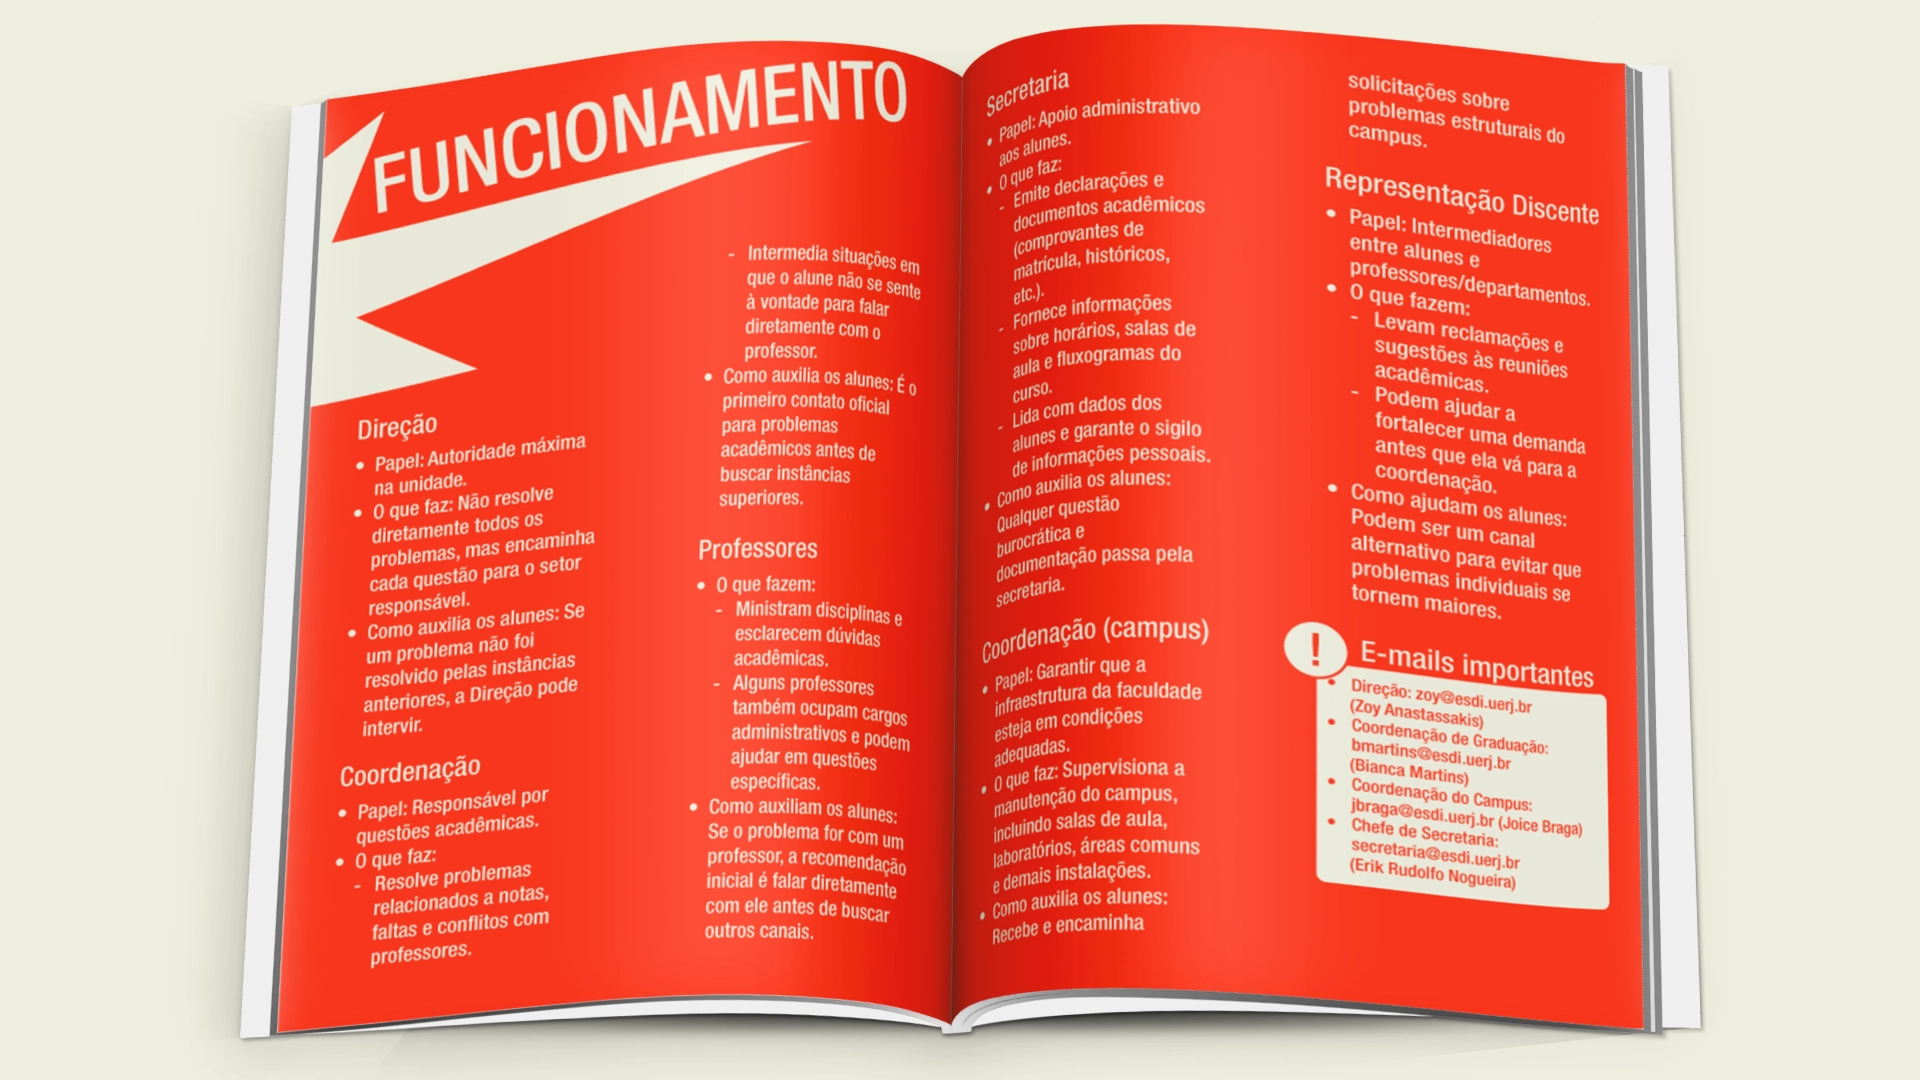 FUNCIONAMENTO
Direção
• Papel: Autoridade máxima
na unidade.
• O que faz: Não resolve
diretamente todos os
problemas, mas encaminha
cada questão para o setor
responsável.
• Como auxilia os alunes: Se
um problema não foi
resolvido pelas instâncias
anteriores, a Direção pode
intervir.
Coordenação
• Papel: Responsável por
questões acadêmicas.
• O que faz:
- Resolve problemas
relacionados a notas,
faltas e conflitos com
professores.
- Intermedia situações em
que o alune não se sente
à vontade para falar
diretamente com o
professor.
• Como auxilia os alunes: É o
primeiro contato oficial
para problemas
acadêmicos antes de
buscar instâncias
superiores.
Professores
• O que fazem:
- Ministram disciplinas e
esclarecem dúvidas
acadêmicas.
- Alguns professores
também ocupam cargos
administrativos e podem
ajudar em questões
específicas.
• Como auxiliam os alunes:
Se o problema for com um
professor, a recomendação
inicial é falar diretamente
com ele antes de buscar
outros canais.
Secretaria
• Papel: Apoio administrativo
aos alunes.
• O que faz:
- Emite declarações e
documentos acadêmicos
(comprovantes de
matrícula, históricos,
etc.).
- Fornece informações
sobre horários, salas de
aula e fluxogramas do
curso.
- Lida com dados dos
alunes e garante o sigilo
de informações pessoais.
• Como auxilia os alunes:
Qualquer questão
burocrática e
documentação passa pela
secretaria.
Coordenação (campus)
• Papel: Garantir que a
infraestrutura da faculdade
esteja em condições
adequadas.
• O que faz: Supervisiona a
manutenção do campus,
incluindo salas de aula,
laboratórios, áreas comuns
e demais instalações.
• Como auxilia os alunes:
Recebe e encaminha
solicitações sobre
problemas estruturais do
campus.
Representação Discente
• Papel: Intermediadores
entre alunes e
professores/departamentos.
• O que fazem:
- Levam reclamações e
sugestões às reuniões
acadêmicas.
- Podem ajudar a
fortalecer uma demanda
antes que ela vá para a
coordenação.
• Como ajudam os alunes:
Podem ser um canal
alternativo para evitar que
problemas individuais se
tornem maiores.
! E-mails importantes
• Direção: zoy@esdi.uerj.br
(Zoy Anastassakis)
• Coordenação de Graduação:
bmartins@esdi.uerj.br
(Bianca Martins)
• Coordenação do Campus:
jbraga@esdi.uerj.br (Joice Braga)
• Chefe de Secretaria:
secretaria@esdi.uerj.br
(Erik Rudolfo Nogueira)